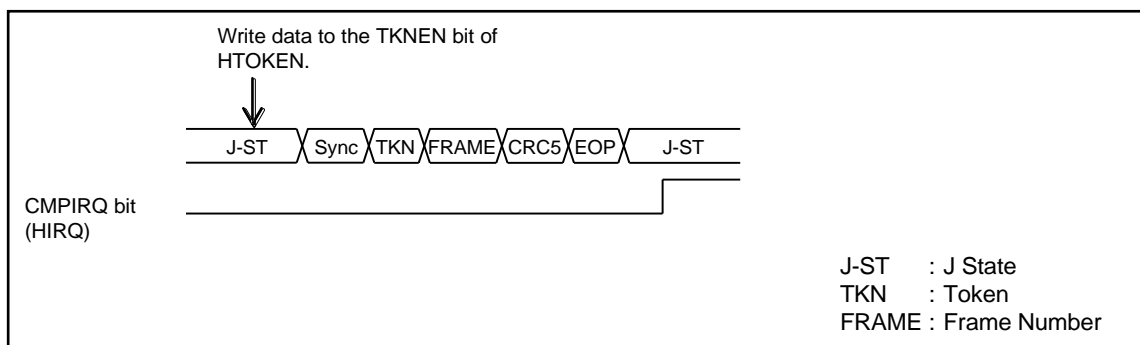 Write data to the TKNEN bit of
HTOKEN.
J-ST Sync TKN FRAME CRC5 EOP J-ST
CMPIRQ bit
(HIRQ)
J-ST : J State
TKN : Token
FRAME : Frame Number